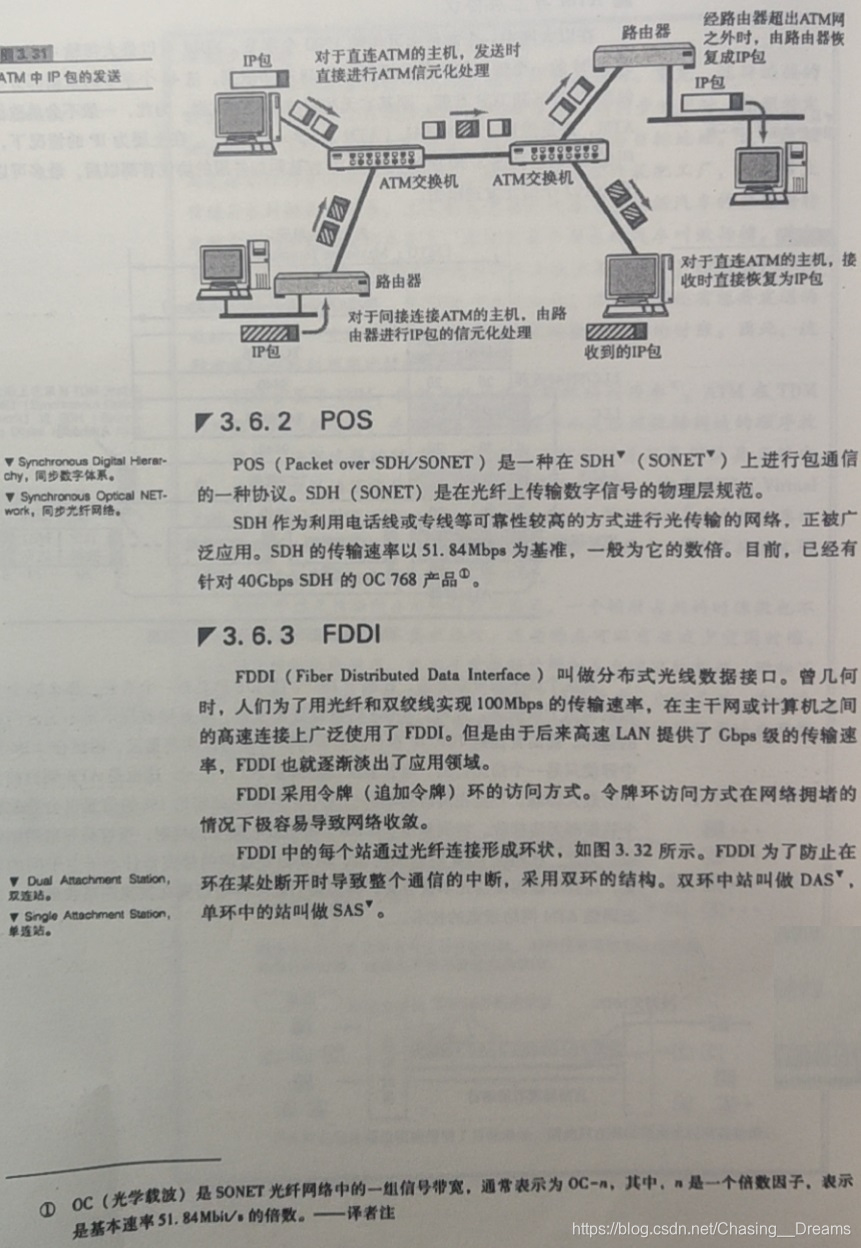 图3.31
ATM 中 IP 包的发送
IP包
对于直连ATM的主机，发送时
直接进行ATM信元化处理
路由器
经路由器超出ATM网
之外时，由路由器恢
复成IP包
IP包
ATM交换机
ATM交换机
路由器
对于间接连接ATM的主机，由路
由器进行IP包的信元化处理
IP包
对于直连ATM的主机，接
收时直接恢复为IP包
收到的IP包
3.6.2 POS
▼ Synchronous Digital Hierar-
chy，同步数字体系。
▼ Synchronous Optical NET-
work，同步光纤网络。
POS（Packet over SDH/SONET）是一种在 SDH▼（SONET▼）上进行包通信
的一种协议。SDH（SONET）是在光纤上传输数字信号的物理层规范。
SDH 作为利用电话线或专线等可靠性较高的方式进行光传输的网络，正被广
泛应用。SDH 的传输速率以 51.84Mbps 为基准，一般为它的数倍。目前，已经有
针对 40Gbps SDH 的 OC 768 产品①。
3.6.3 FDDI
FDDI（Fiber Distributed Data Interface）叫做分布式光线数据接口。曾几何
时，人们为了用光纤和双绞线实现 100Mbps 的传输速率，在主干网或计算机之间
的高速连接上广泛使用了 FDDI。但是由于后来高速 LAN 提供了 Gbps 级的传输速
率，FDDI 也就逐渐淡出了应用领域。
FDDI 采用令牌（追加令牌）环的访问方式。令牌环访问方式在网络拥堵的
情况下极容易导致网络收敛。
FDDI 中的每个站通过光纤连接形成环状，如图 3.32 所示。FDDI 为了防止在
环在某处断开时导致整个通信的中断，采用双环的结构。双环中站叫做 DAS▼，
单环中的站叫做 SAS▼。
▼ Dual Attachment Station，
双连站。
▼ Single Attachment Station，
单连站。
① OC（光学载波）是 SONET 光纤网络中的一组信号带宽，通常表示为 OC-n，其中，n 是一个倍数因子，表示
是基本速率 51.84Mbit/s 的倍数。——译者注
https://blog.csdn.net/Chasing__Dreams